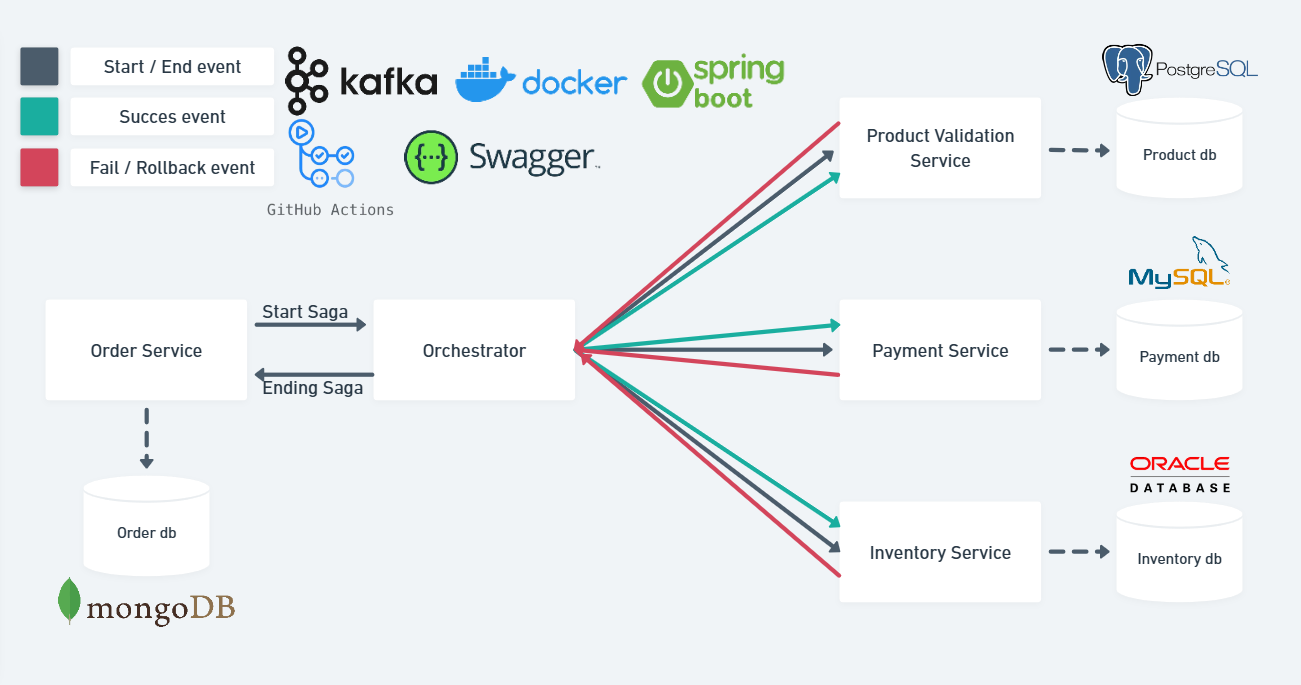 Start / End event
Succes event
Fail / Rollback event
kafka
docker
spring
boot
GitHub Actions
Swagger
PostgreSQL
Product Validation
Service
Product db
Start Saga
Order Service
Orchestrator
Ending Saga
Payment Service
MySQL
Payment db
Order db
mongoDB
Inventory Service
ORACLE
DATABASE
Inventory db